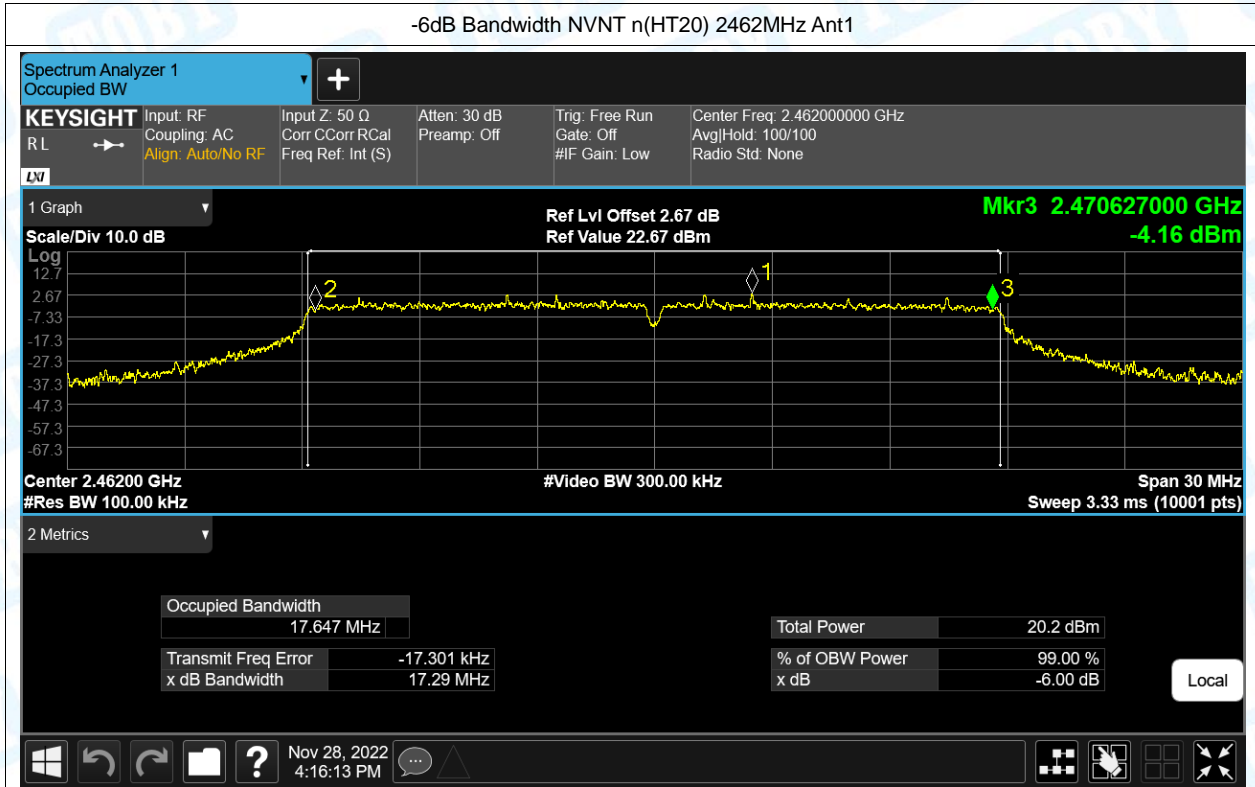 -6dB Bandwidth NVNT n(HT20) 2462MHz Ant1
Spectrum Analyzer 1
Occupied BW
KEYSIGHT
R L
LXI
Input: RF
Coupling: AC
Align: Auto/No RF
Input Z: 50 Ω
Corr CCorr RCal
Freq Ref: Int (S)
Atten: 30 dB
Preamp: Off
Trig: Free Run
Gate: Off
#IF Gain: Low
Center Freq: 2.462000000 GHz
Avg|Hold: 100/100
Radio Std: None
1 Graph
Scale/Div 10.0 dB
Ref Lvl Offset 2.67 dB
Ref Value 22.67 dBm
Mkr3 2.470627000 GHz
-4.16 dBm
Log
12.7
2.67
-7.33
-17.3
-27.3
-37.3
-47.3
-57.3
-67.3
2
1
3
Center 2.46200 GHz
#Video BW 300.00 kHz
Span 30 MHz
#Res BW 100.00 kHz
Sweep 3.33 ms (10001 pts)
2 Metrics
Occupied Bandwidth
17.647 MHz
Total Power 20.2 dBm
Transmit Freq Error -17.301 kHz
% of OBW Power 99.00 %
x dB Bandwidth 17.29 MHz
x dB -6.00 dB
Local
?
Nov 28, 2022
4:16:13 PM